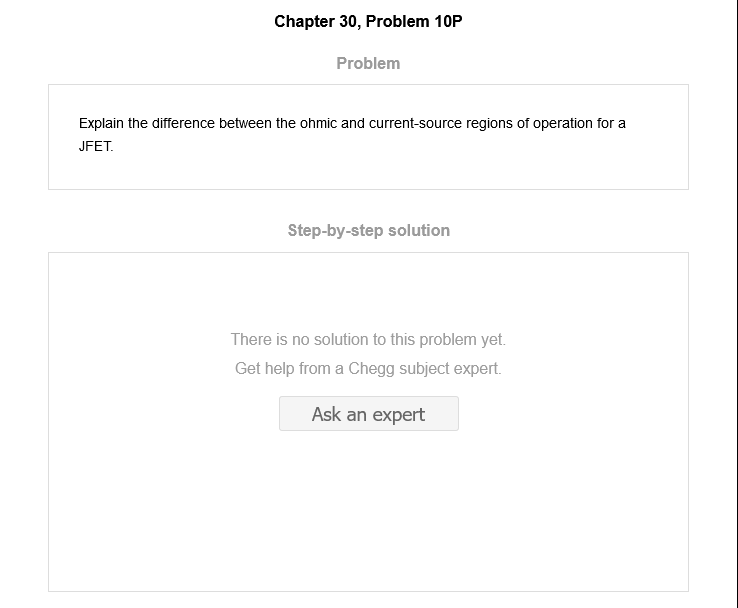 Chapter 30, Problem 10P
Problem
Explain the difference between the ohmic and current-source regions of operation for a
JFET.
Step-by-step solution
There is no solution to this problem yet.
Get help from a Chegg subject expert.
Ask an expert